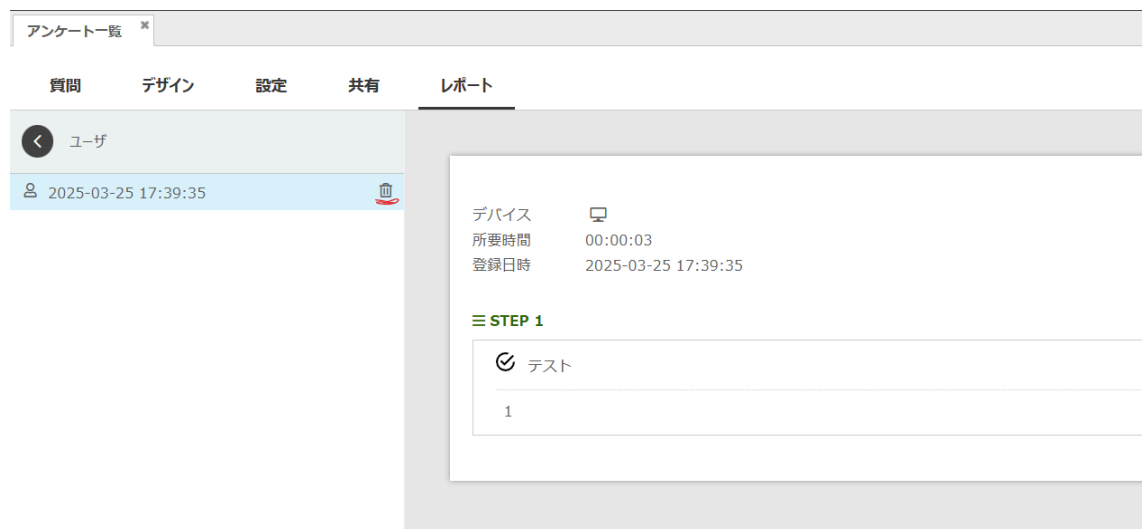 アンケート一覧
質問 デザイン 設定 共有 レポート
ユーザ
2025-03-25 17:39:35
デバイス
所要時間 00:00:03
登録日時 2025-03-25 17:39:35
STEP 1
テスト
1